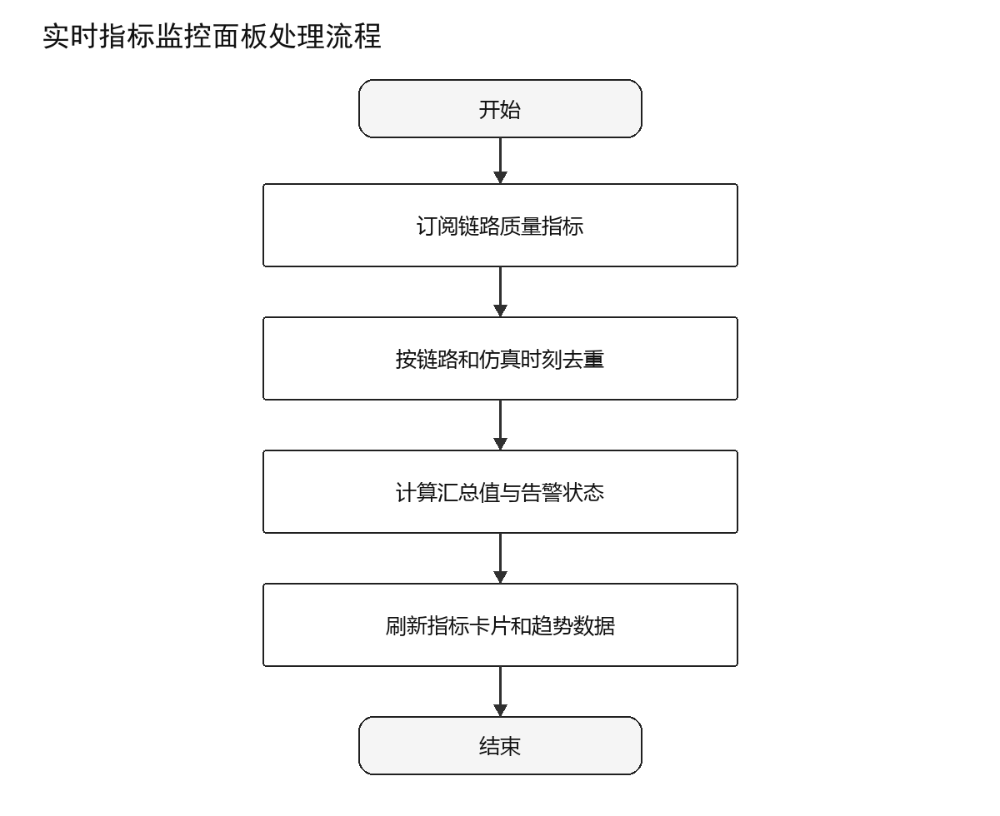 实时指标监控面板处理流程
开始
订阅链路质量指标
按链路和仿真时刻去重
计算汇总值与告警状态
刷新指标卡片和趋势数据
结束